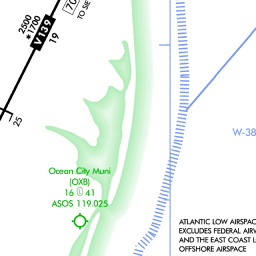 2500
*1700
V139
19
70
TO SE
25
Ocean City Muni
(OXB)
16 41
ASOS 119.025
W-38
ATLANTIC LOW AIRSPAC
EXCLUDES FEDERAL AIRW
AND THE EAST COAST L
OFFSHORE AIRSPACE